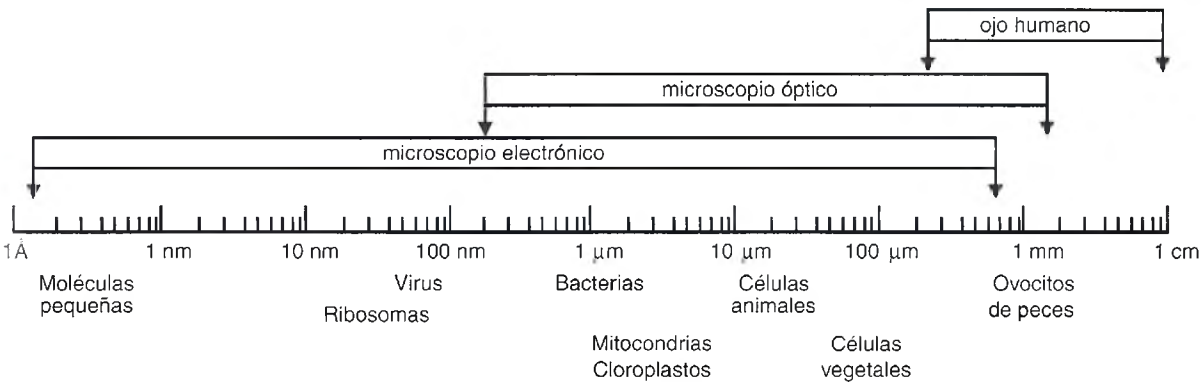 ojo humano
microscopio óptico
microscopio electrónico
1Å 1 nm 10 nm 100 nm 1 μm 10 μm 100 μm 1 mm 1 cm
Moléculas pequeñas
Virus
Ribosomas
Bacterias
Mitocondrias
Cloroplastos
Células
animales
Células
vegetales
Ovocitos
de peces